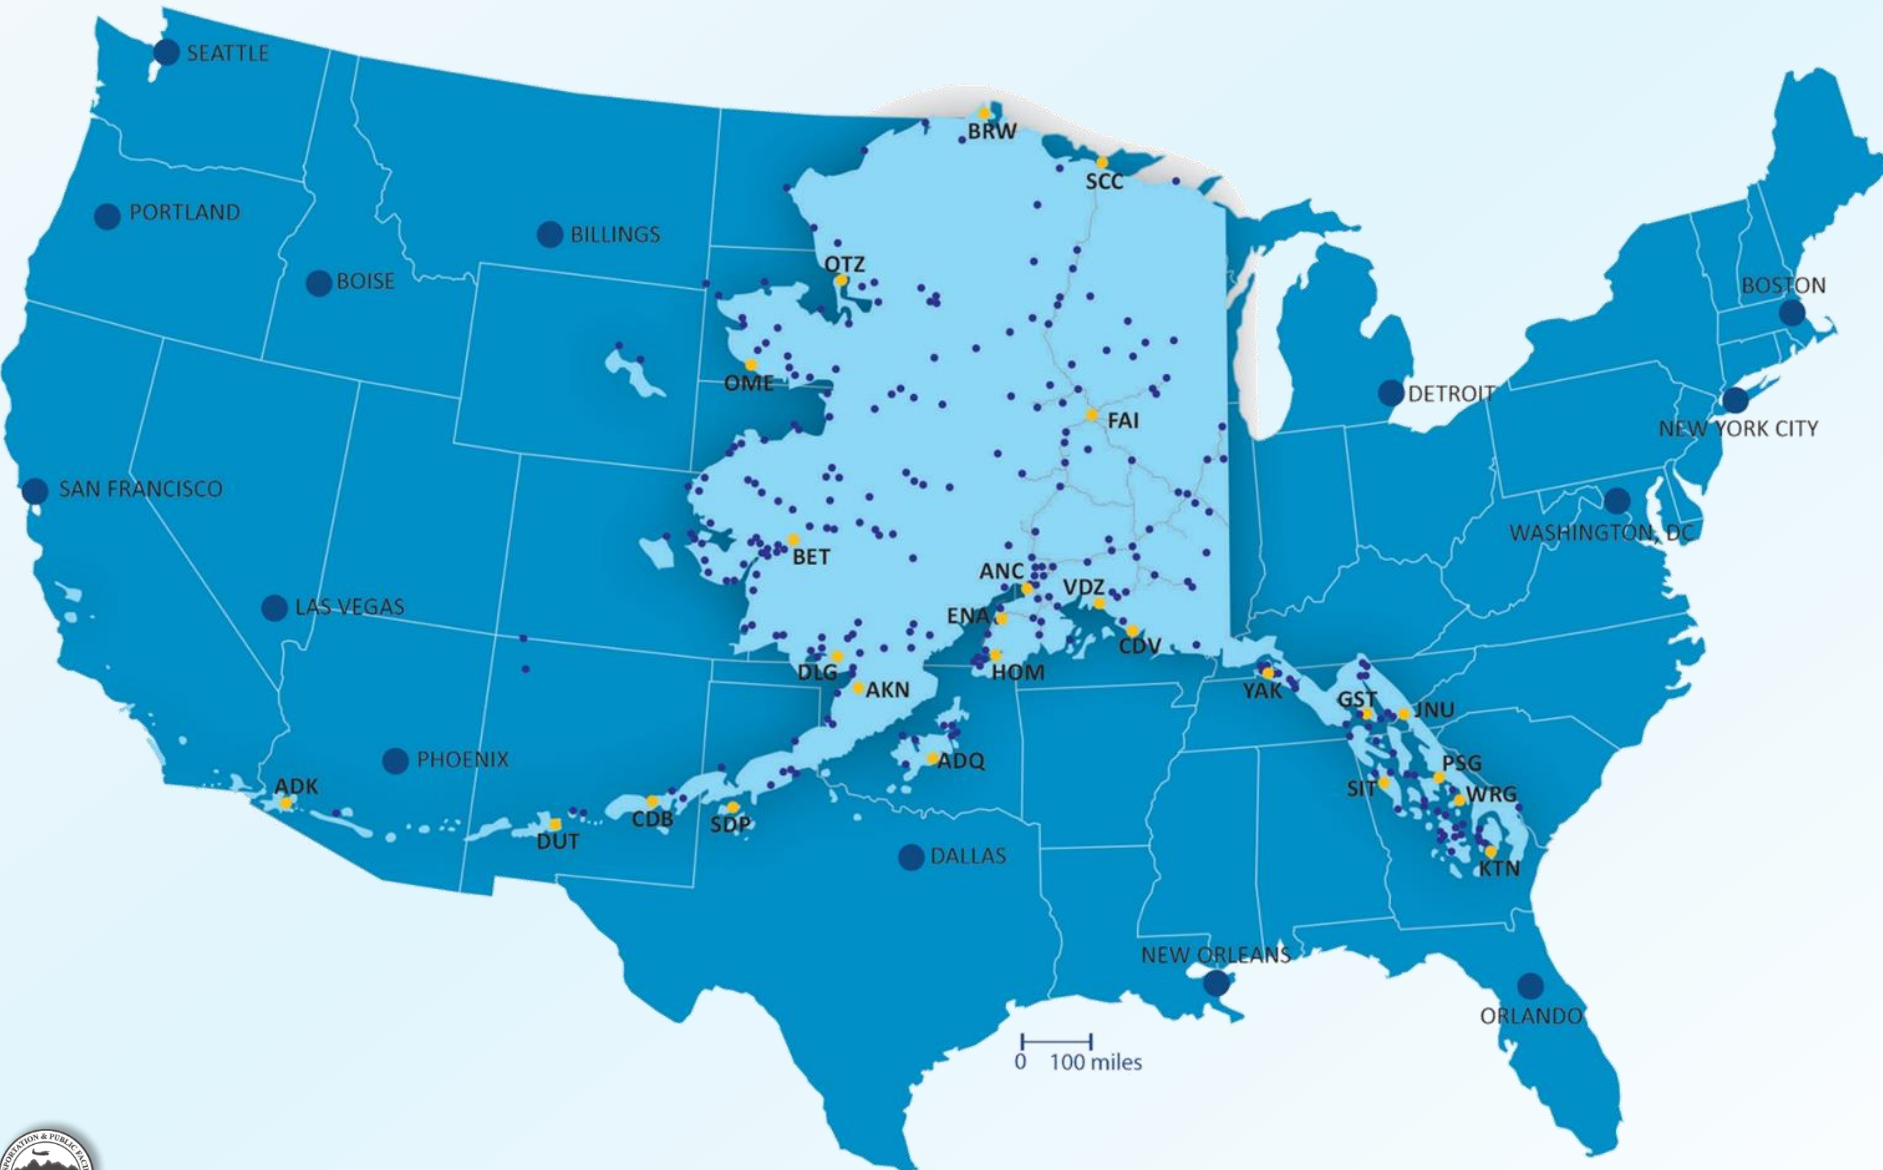 SEATTLE
BRW
SCC
PORTLAND
BILLINGS
OTZ
BOISE
BOSTON
OME
DETROIT
FAI
NEW YORK CITY
SAN FRANCISCO
WASHINGTON, DC
BET
ANC
VDZ
LAS VEGAS
ENA
CDV
DLG
HOM
AKN
YAK
GST
JNU
PHOENIX
ADQ
PSG
ADK
SIT
WRG
CDB
SDP
DUT
DALLAS
KTN
NEW ORLEANS
ORLANDO
0 100 miles